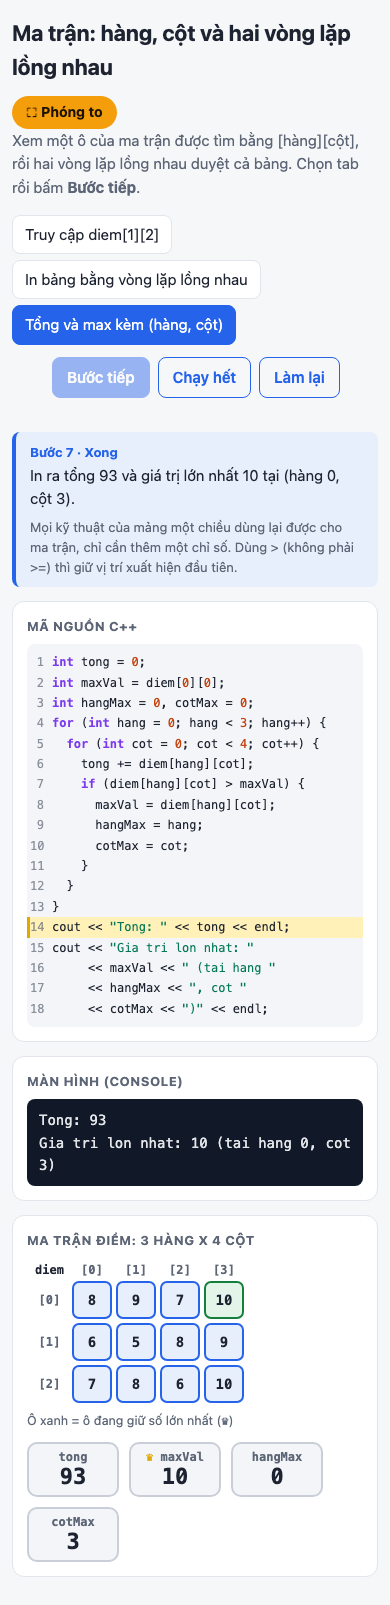 Ma trận: hàng, cột và hai vòng lặp
lồng nhau
⛶ Phóng to
Xem một ô của ma trận được tìm bằng [hàng][cột],
rồi hai vòng lặp lồng nhau duyệt cả bảng. Chọn tab
rồi bấm Bước tiếp.
Truy cập diem[1][2]
In bảng bằng vòng lặp lồng nhau
Tổng và max kèm (hàng, cột)
Bước tiếp Chạy hết Làm lại
Bước 7 · Xong
In ra tổng 93 và giá trị lớn nhất 10 tại (hàng 0,
cột 3).
Mọi kỹ thuật của mảng một chiều dùng lại được cho
ma trận, chỉ cần thêm một chỉ số. Dùng > (không phải
>=) thì giữ vị trí xuất hiện đầu tiên.
MÃ NGUỒN C++
1 int tong = 0;
2 int maxVal = diem[0][0];
3 int hangMax = 0, cotMax = 0;
4 for (int hang = 0; hang < 3; hang++) {
5   for (int cot = 0; cot < 4; cot++) {
6     tong += diem[hang][cot];
7     if (diem[hang][cot] > maxVal) {
8       maxVal = diem[hang][cot];
9       hangMax = hang;
10       cotMax = cot;
11     }
12   }
13 }
14 cout << "Tong: " << tong << endl;
15 cout << "Gia tri lon nhat: "
16      << maxVal << " (tai hang "
17      << hangMax << ", cot "
18      << cotMax << ")" << endl;
MÀN HÌNH (CONSOLE)
Tong: 93
Gia tri lon nhat: 10 (tai hang 0, cot
3)
MA TRẬN ĐIỂM: 3 HÀNG X 4 CỘT
diem [0] [1] [2] [3]
[0] 8 9 7 10
[1] 6 5 8 9
[2] 7 8 6 10
Ô xanh = ô đang giữ số lớn nhất (♛)
tong ♛ maxVal hangMax
93 10 0
cotMax
3